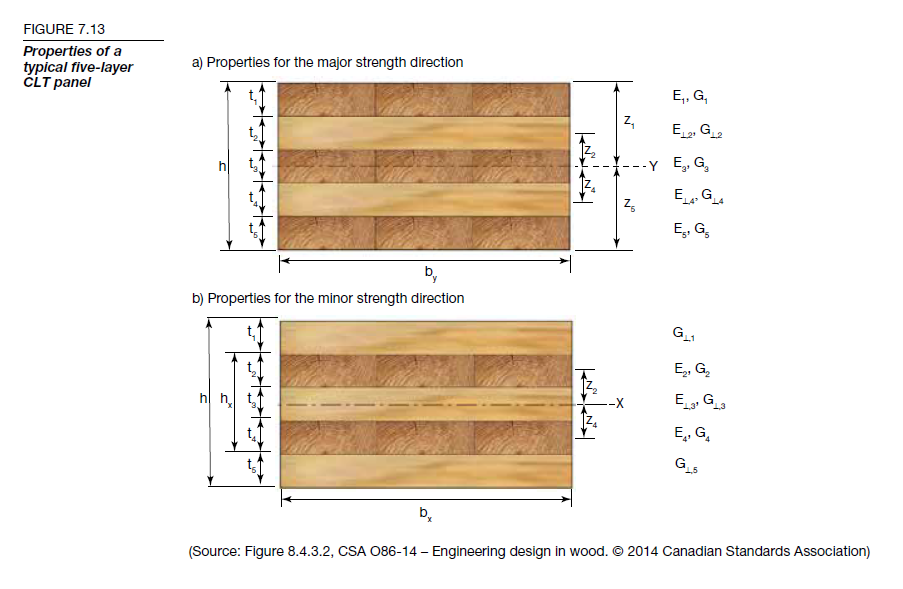 FIGURE 7.13
Properties of a
typical five-layer
CLT panel
a) Properties for the major strength direction
t₁
t₂
t₃
t₄
t₅
h
z₁
z₂
z₄
z₅
Y
b_y
E₁, G₁
E⊥₂, G⊥₂
E₃, G₃
E⊥₄, G⊥₄
E₅, G₅
b) Properties for the minor strength direction
t₁
t₂
t₃
t₄
t₅
h
hₓ
z₂
z₄
X
bₓ
G⊥₁
E₂, G₂
E⊥₃, G⊥₃
E₄, G₄
G⊥₅
(Source: Figure 8.4.3.2, CSA O86-14 – Engineering design in wood. © 2014 Canadian Standards Association)